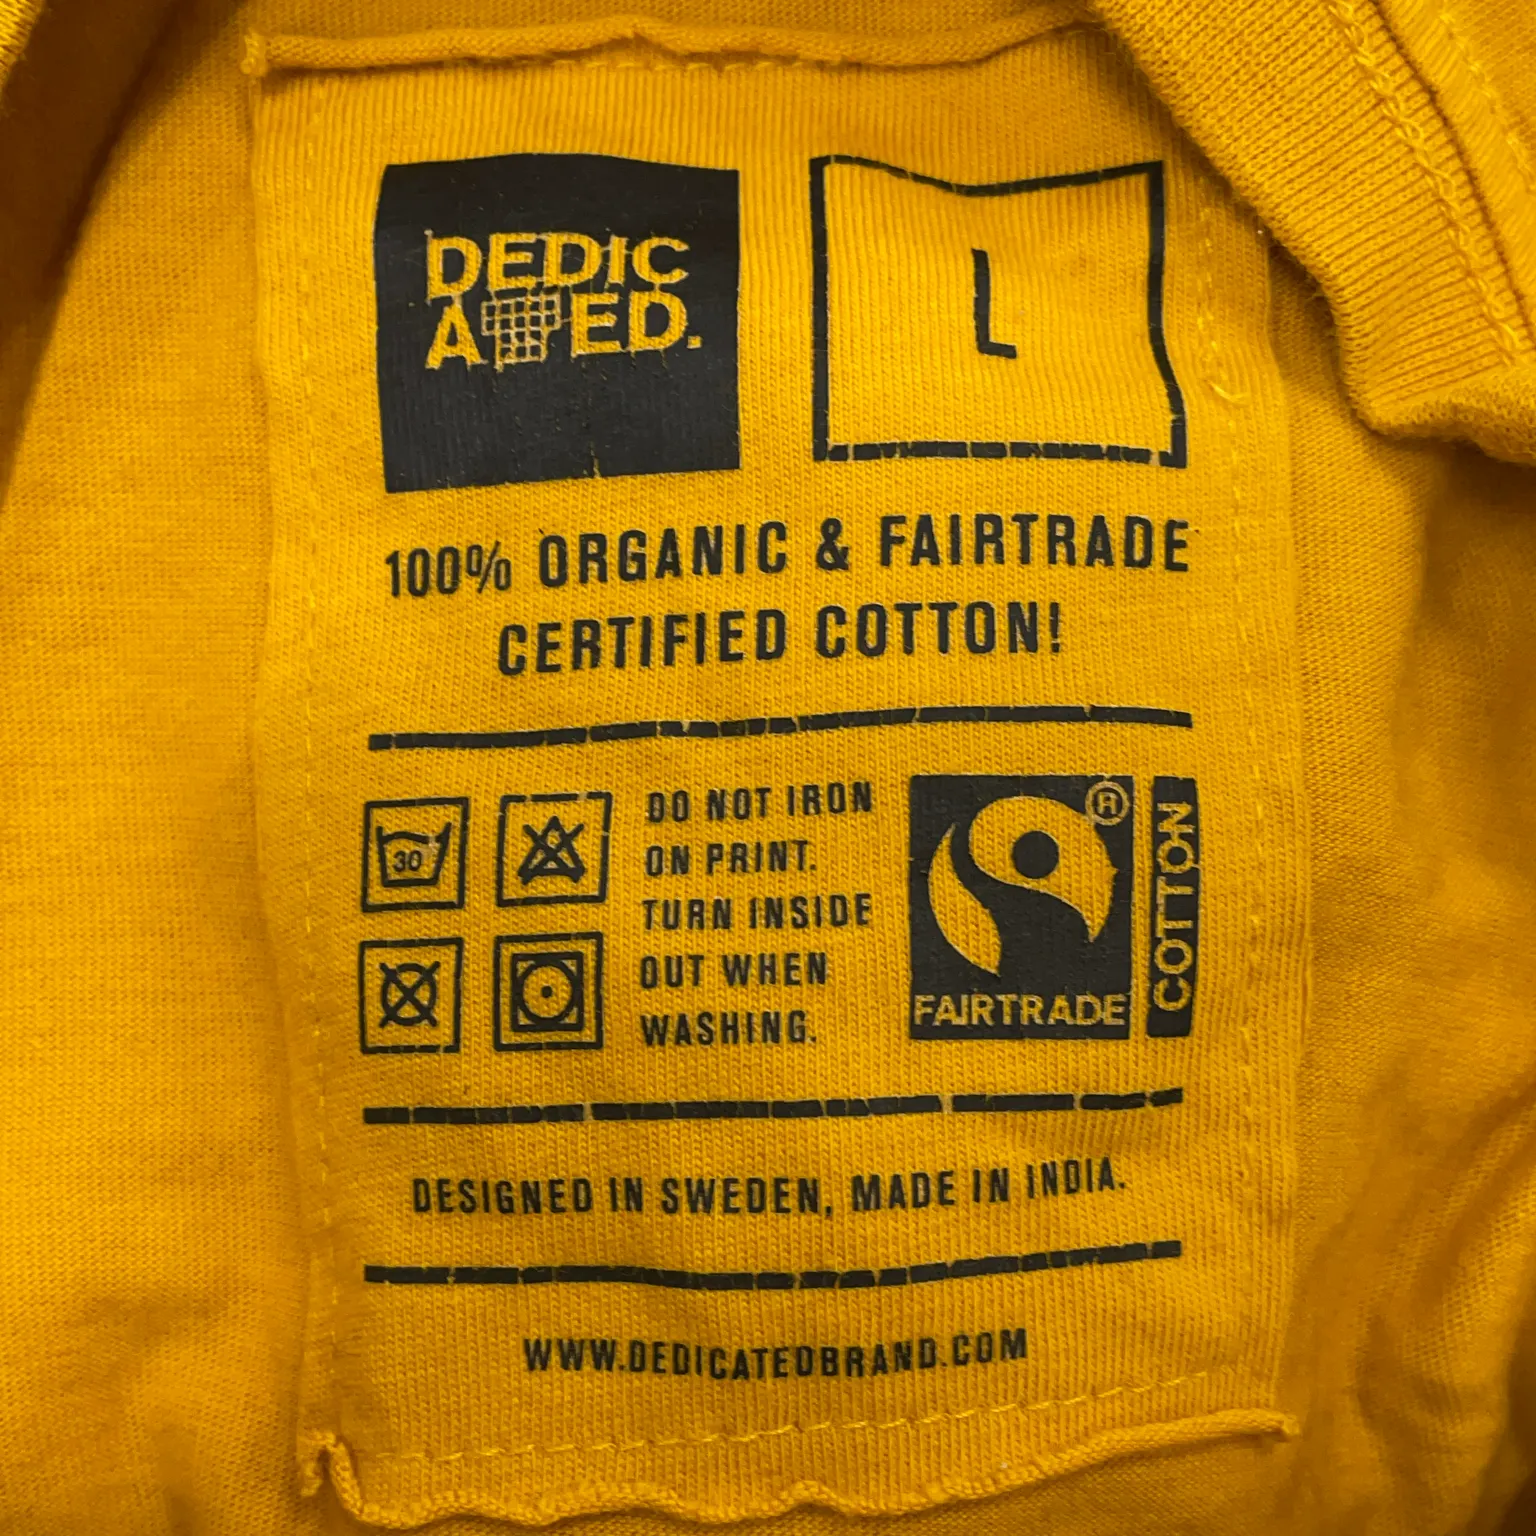 DEDIC
ATED.
L
100% ORGANIC & FAIRTRADE
CERTIFIED COTTON!
30
DO NOT IRON
ON PRINT.
TURN INSIDE
OUT WHEN
WASHING.
®
FAIRTRADE
COTTON
DESIGNED IN SWEDEN, MADE IN INDIA.
WWW.DEDICATEDBRAND.COM